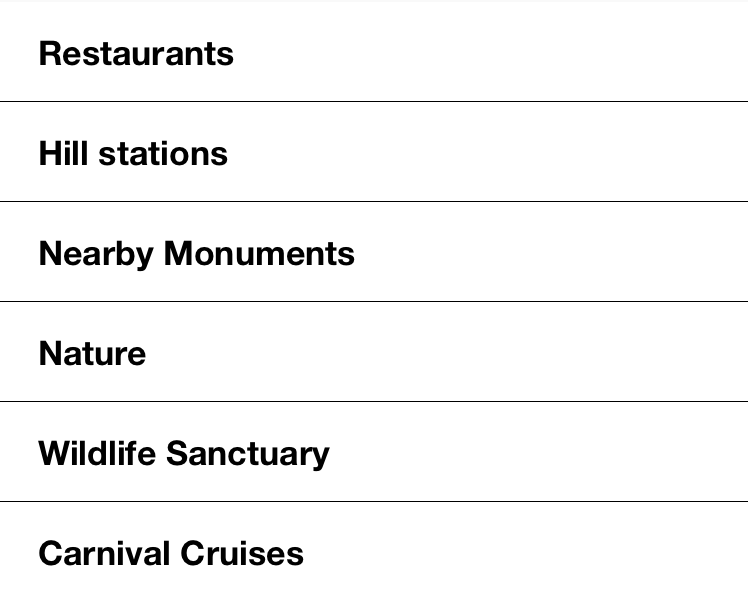 Restaurants
Hill stations
Nearby Monuments
Nature
Wildlife Sanctuary
Carnival Cruises